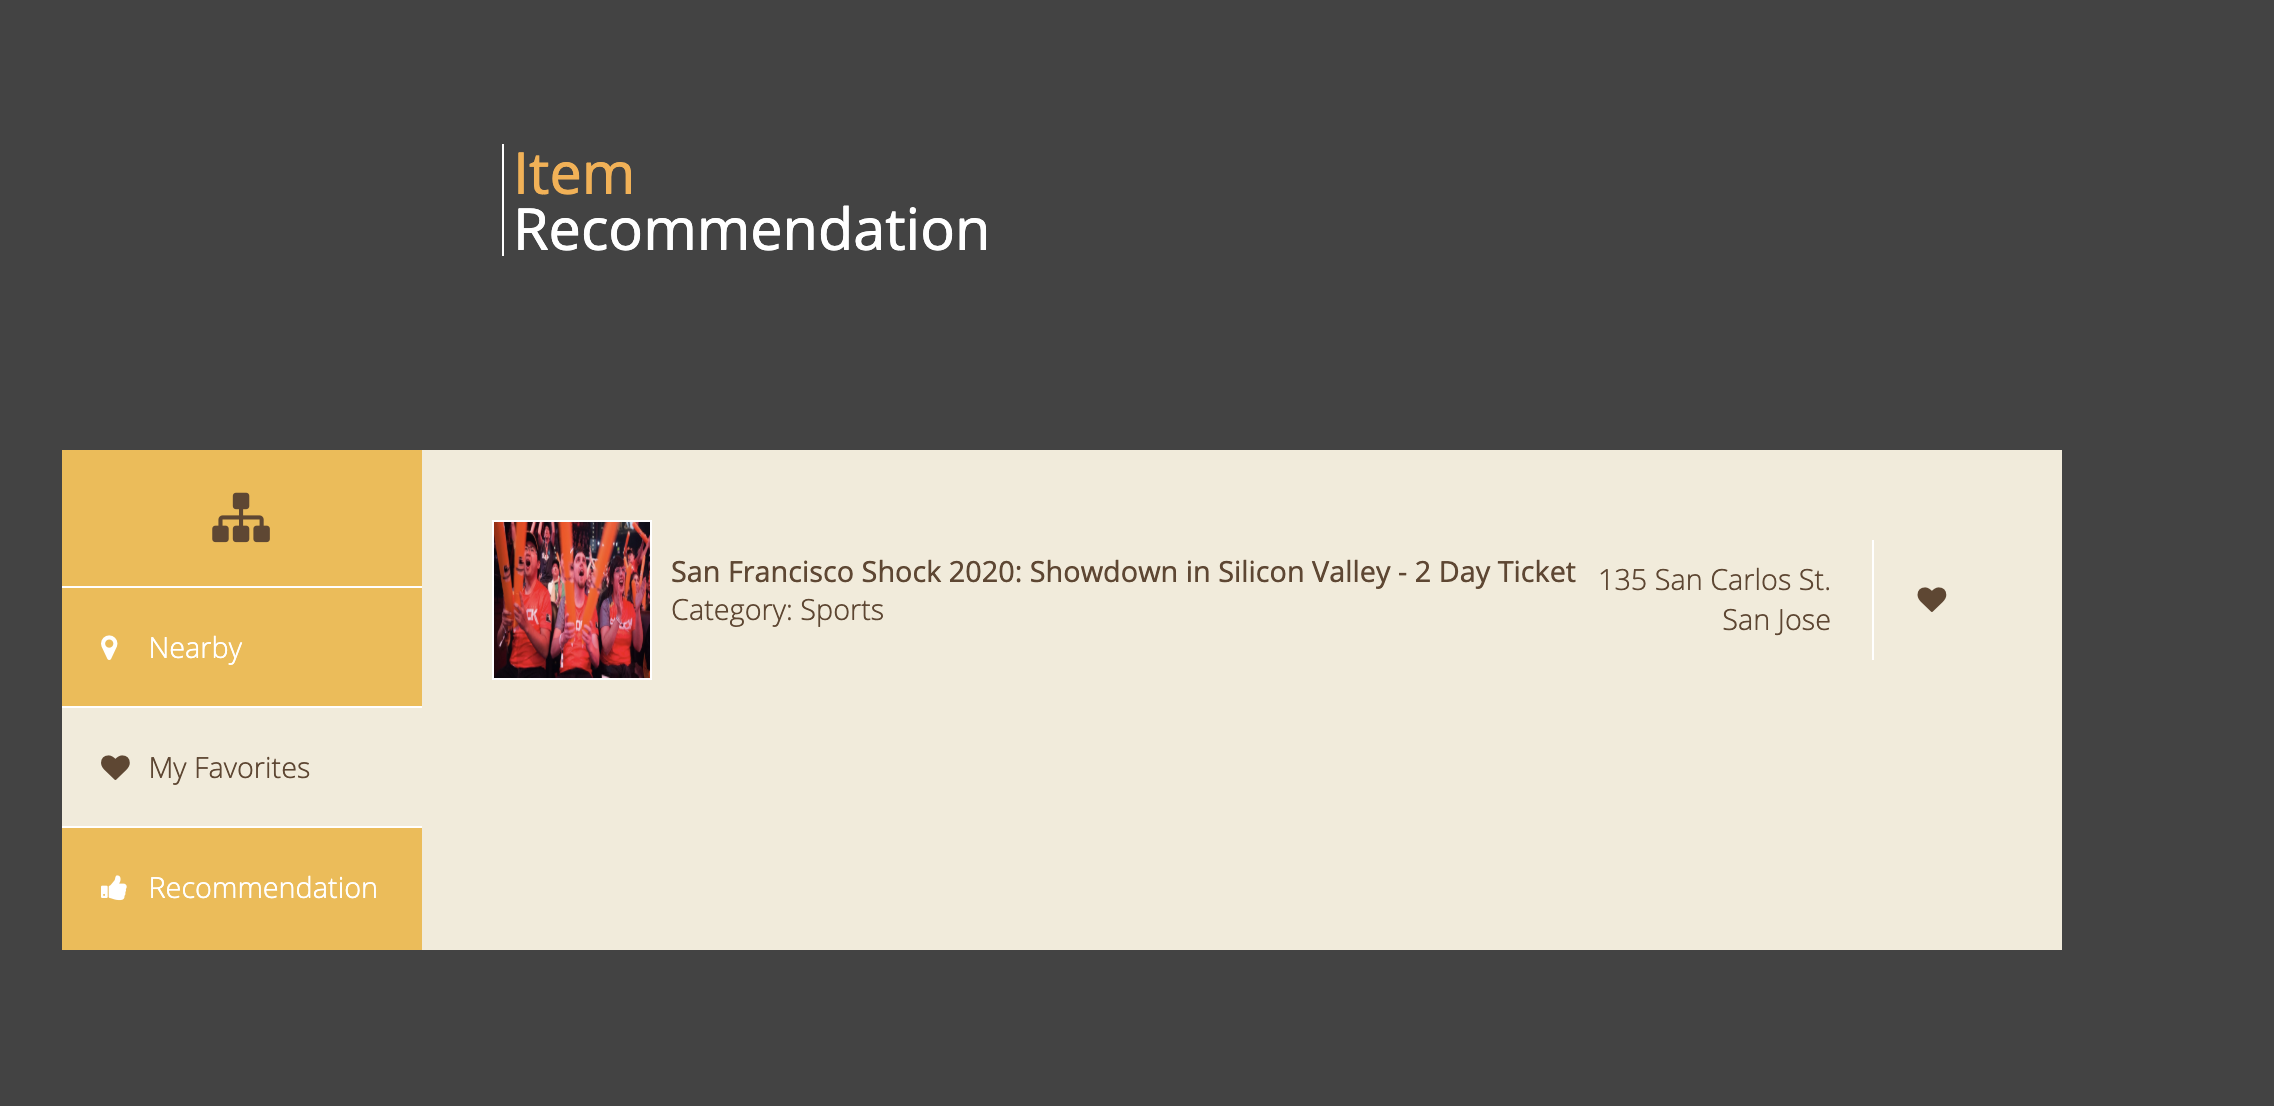 Item
Recommendation
Nearby
My Favorites
Recommendation
San Francisco Shock 2020: Showdown in Silicon Valley - 2 Day Ticket
Category: Sports
135 San Carlos St.
San Jose